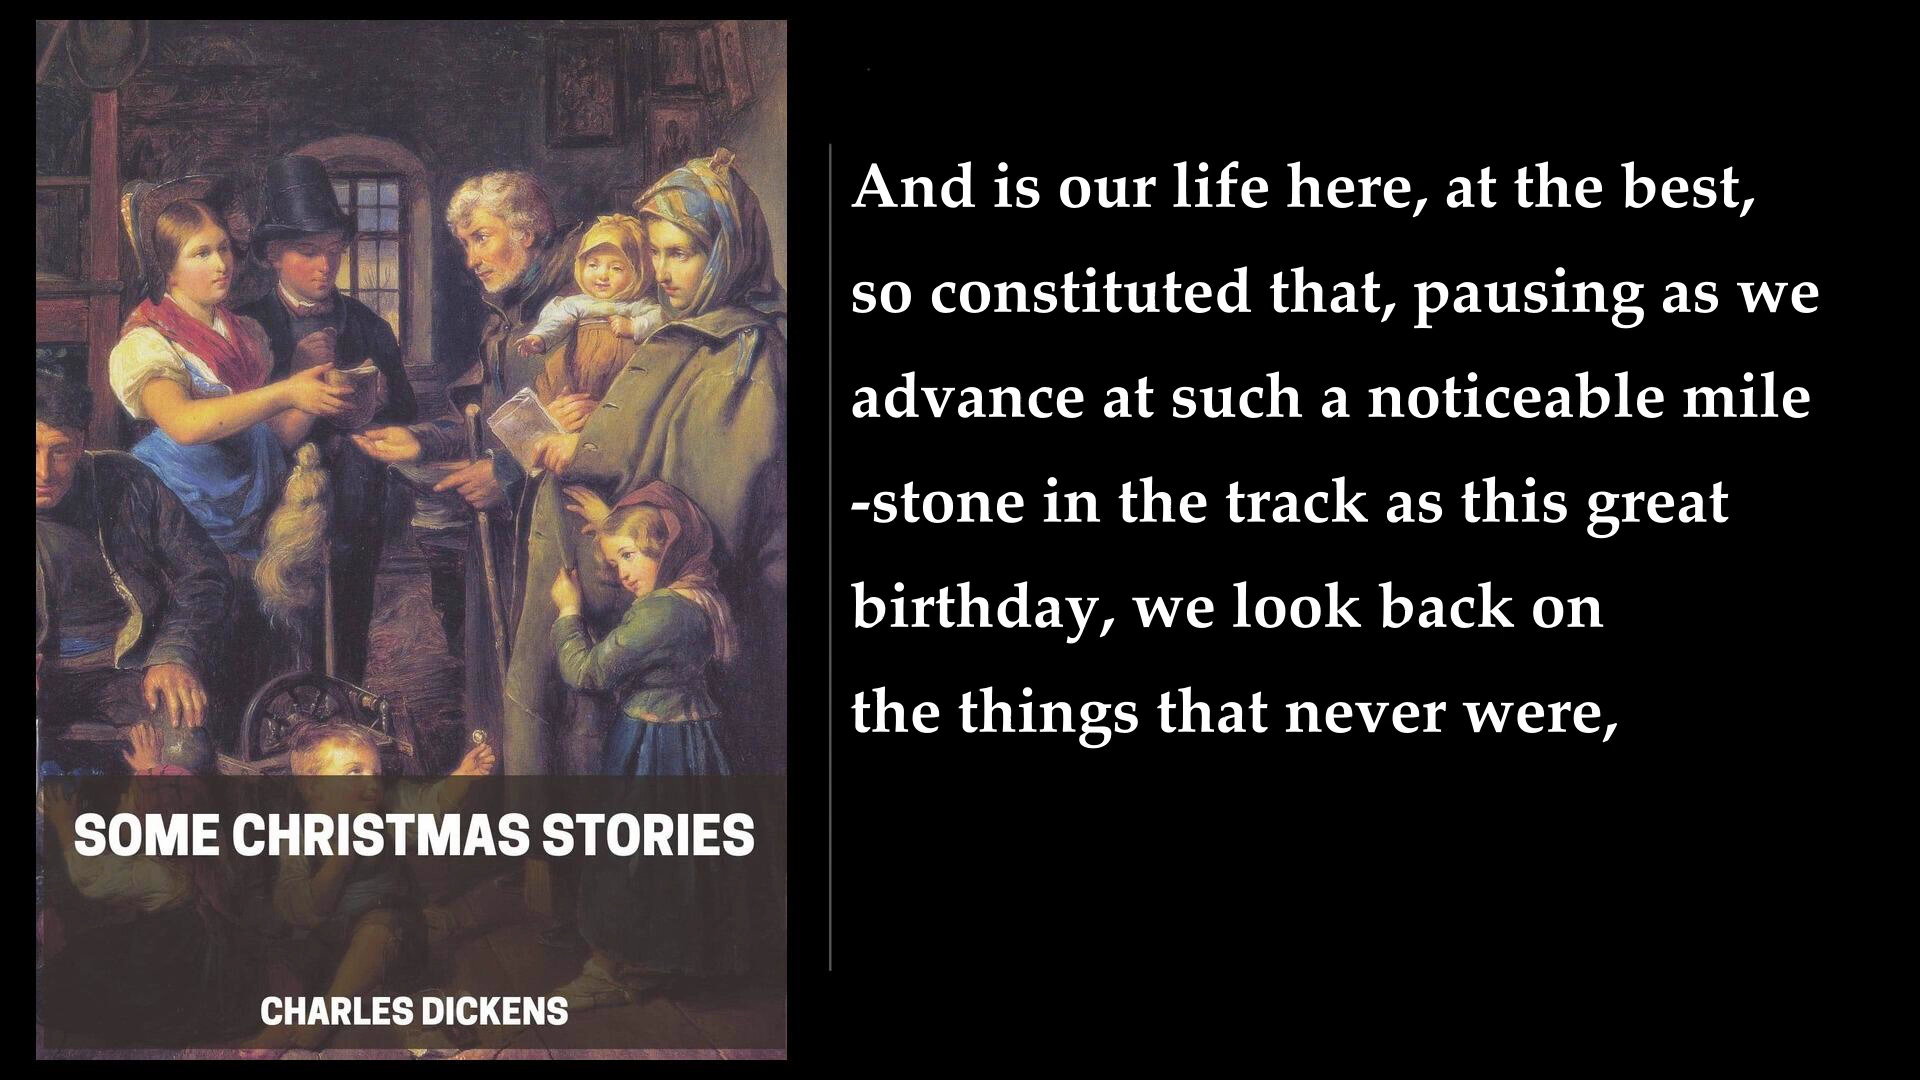 SOME CHRISTMAS STORIES
CHARLES DICKENS
And is our life here, at the best,
so constituted that, pausing as we
advance at such a noticeable mile
-stone in the track as this great
birthday, we look back on
the things that never were,